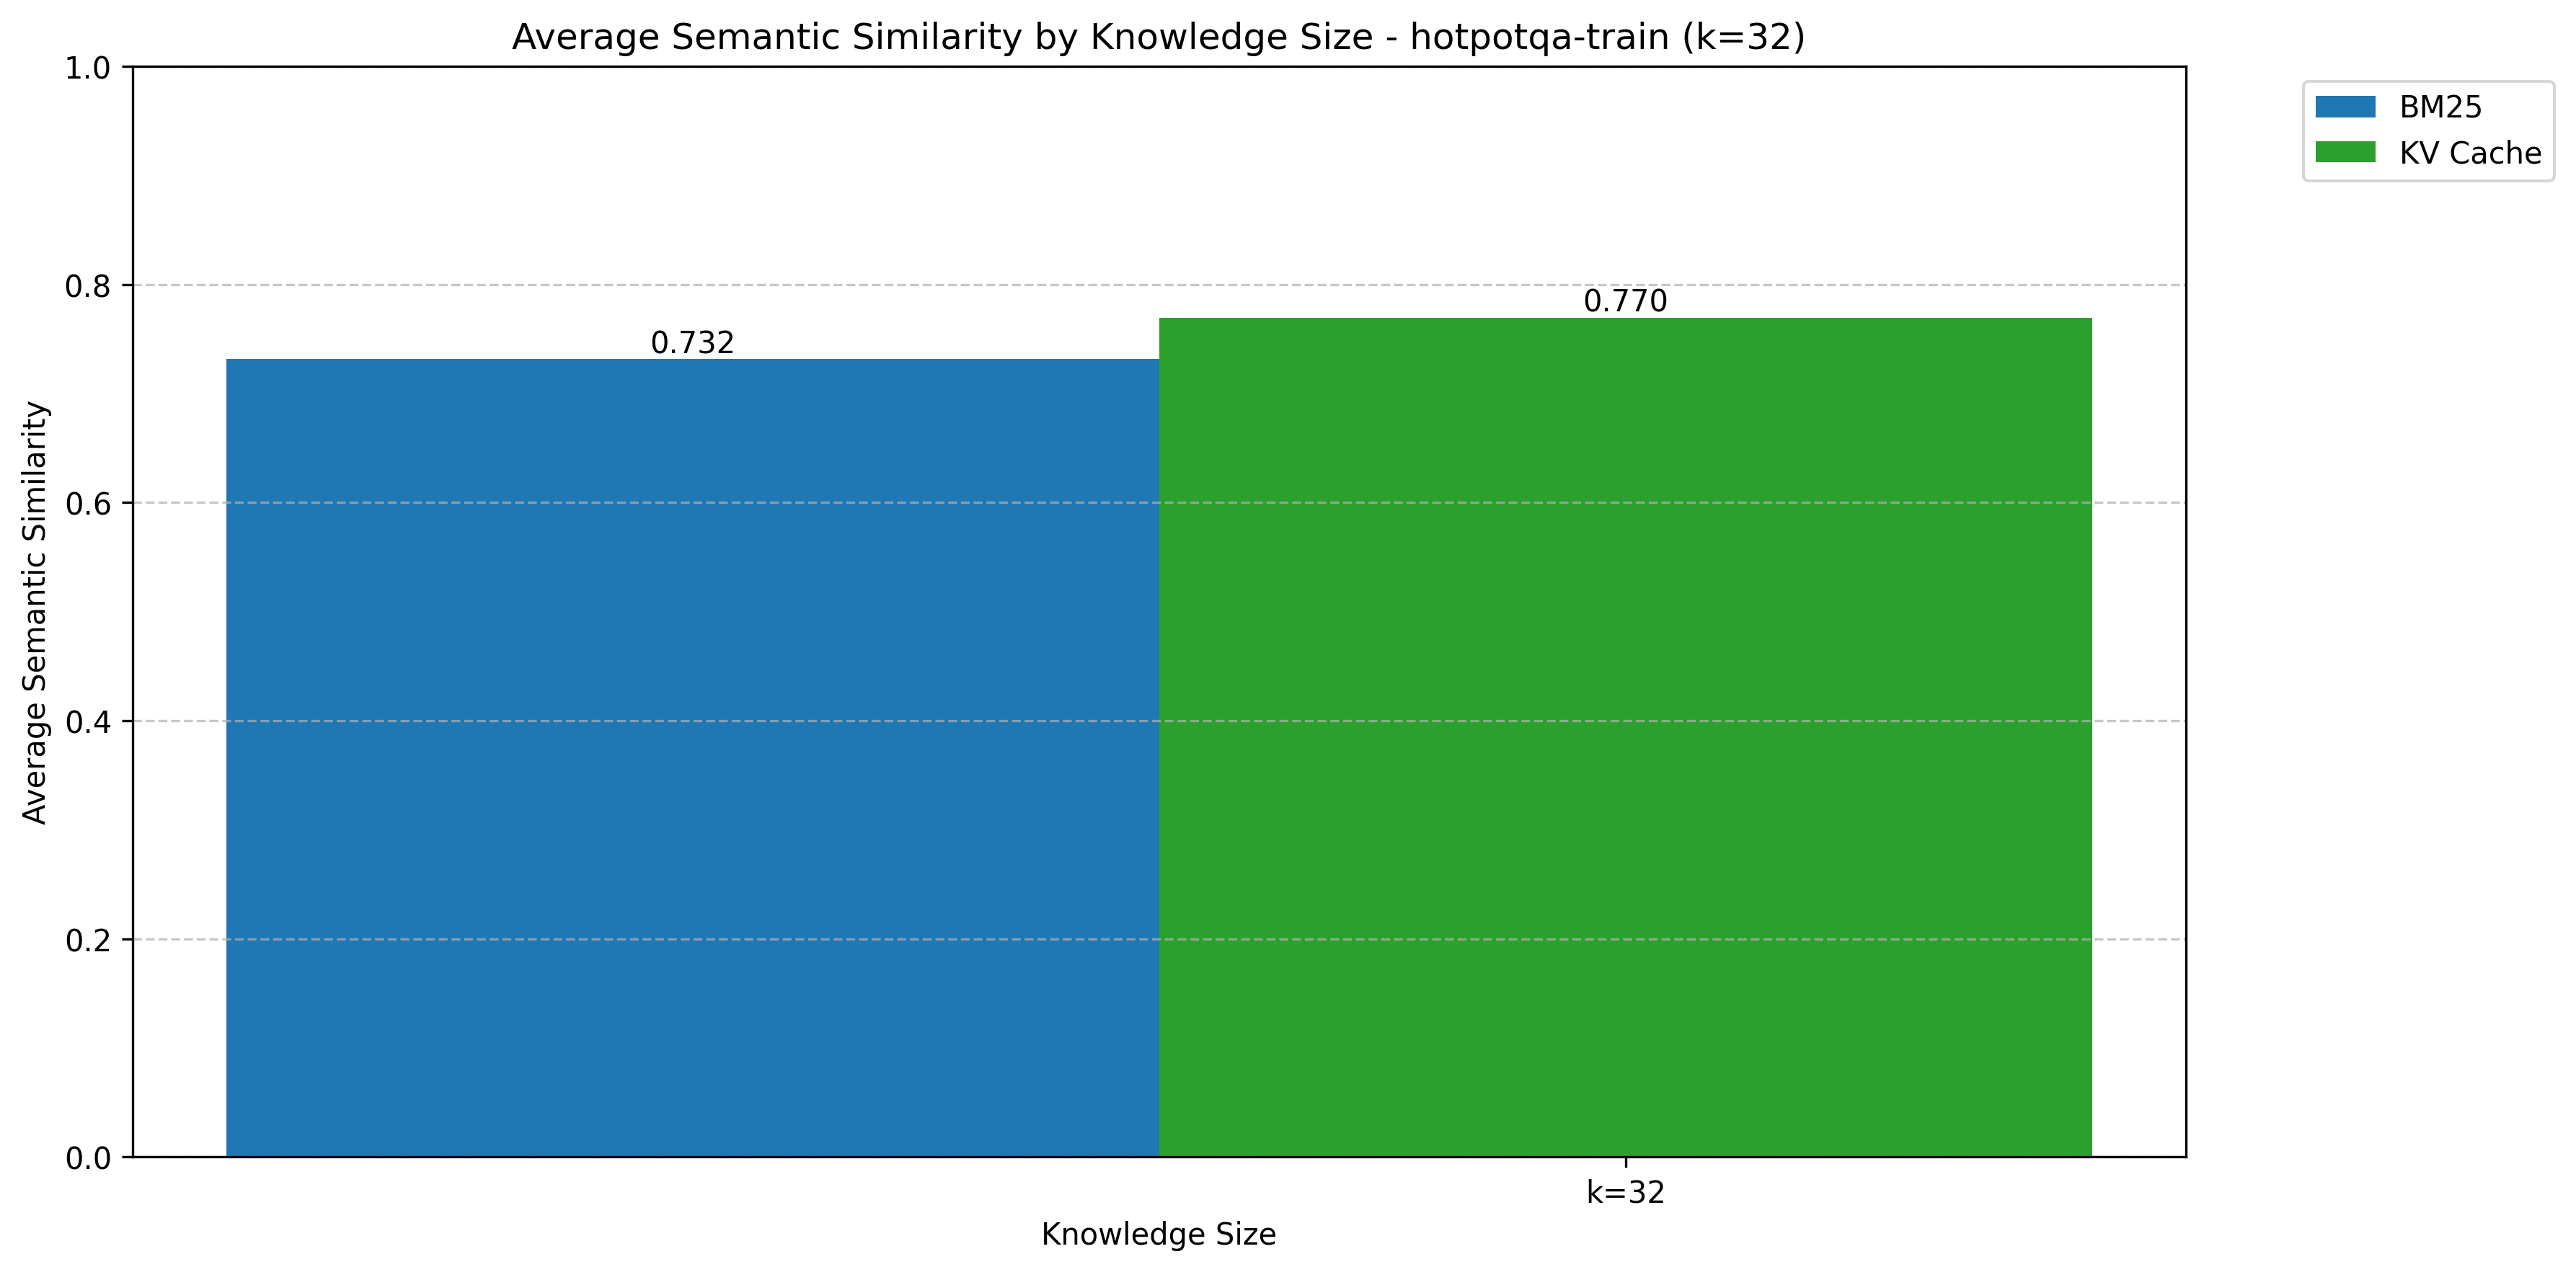 Average Semantic Similarity by Knowledge Size - hotpotqa-train (k=32)
BM25
KV Cache
Average Semantic Similarity
1.0
0.8
0.6
0.4
0.2
0.0
0.732
0.770
k=32
Knowledge Size